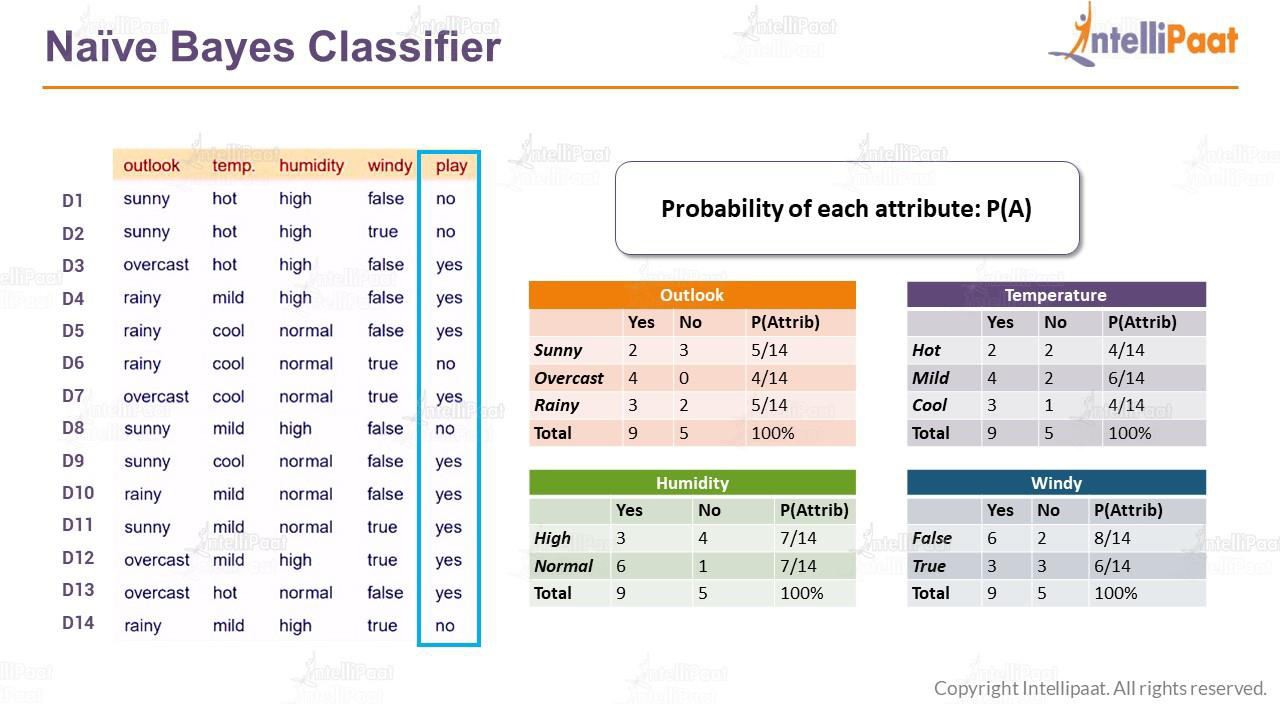 Naïve Bayes Classifier
IntelliPaat
outlook temp. humidity windy play
D1 sunny hot high false no
D2 sunny hot high true no
D3 overcast hot high false yes
D4 rainy mild high false yes
D5 rainy cool normal false yes
D6 rainy cool normal true no
D7 overcast cool normal true yes
D8 sunny mild high false no
D9 sunny cool normal false yes
D10 rainy mild normal false yes
D11 sunny mild normal true yes
D12 overcast mild high true yes
D13 overcast hot normal false yes
D14 rainy mild high true no
Probability of each attribute: P(A)
Outlook
Yes No P(Attrib)
Sunny 2 3 5/14
Overcast 4 0 4/14
Rainy 3 2 5/14
Total 9 5 100%
Temperature
Yes No P(Attrib)
Hot 2 2 4/14
Mild 4 2 6/14
Cool 3 1 4/14
Total 9 5 100%
Humidity
Yes No P(Attrib)
High 3 4 7/14
Normal 6 1 7/14
Total 9 5 100%
Windy
Yes No P(Attrib)
False 6 2 8/14
True 3 3 6/14
Total 9 5 100%
Copyright Intellipaat. All rights reserved.